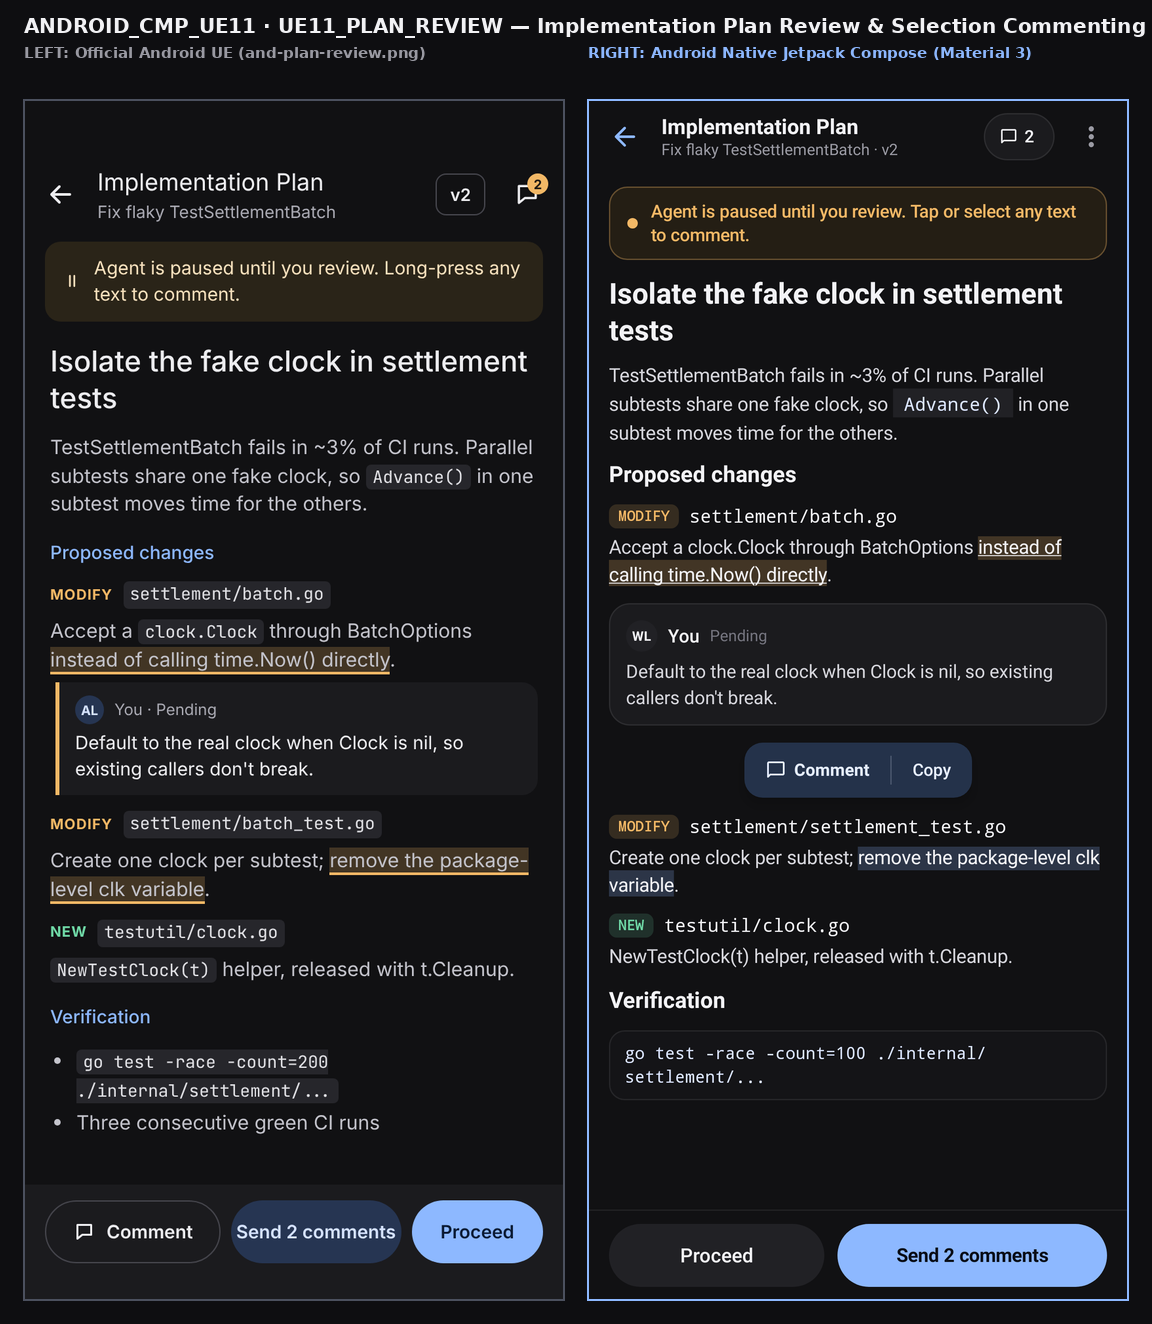 ANDROID_CMP_UE11 · UE11_PLAN_REVIEW — Implementation Plan Review & Selection Commenting
LEFT: Official Android UE (and-plan-review.png)
RIGHT: Android Native Jetpack Compose (Material 3)
Implementation Plan
Fix flaky TestSettlementBatch
v2
2
Agent is paused until you review. Long-press any
text to comment.
Isolate the fake clock in settlement
tests
TestSettlementBatch fails in ~3% of CI runs. Parallel
subtests share one fake clock, so Advance() in one
subtest moves time for the others.
Proposed changes
MODIFY settlement/batch.go
Accept a clock.Clock through BatchOptions
instead of calling time.Now() directly.
AL You · Pending
Default to the real clock when Clock is nil, so
existing callers don't break.
MODIFY settlement/batch_test.go
Create one clock per subtest; remove the package-
level clk variable.
NEW testutil/clock.go
NewTestClock(t) helper, released with t.Cleanup.
Verification
• go test -race -count=200
./internal/settlement/...
• Three consecutive green CI runs
Comment
Send 2 comments
Proceed
Implementation Plan
Fix flaky TestSettlementBatch · v2
2
Agent is paused until you review. Tap or select any text
to comment.
Isolate the fake clock in settlement
tests
TestSettlementBatch fails in ~3% of CI runs. Parallel
subtests share one fake clock, so Advance() in one
subtest moves time for the others.
Proposed changes
MODIFY settlement/batch.go
Accept a clock.Clock through BatchOptions instead of
calling time.Now() directly.
WL You Pending
Default to the real clock when Clock is nil, so existing
callers don't break.
Comment
Copy
MODIFY settlement/settlement_test.go
Create one clock per subtest; remove the package-level clk
variable.
NEW testutil/clock.go
NewTestClock(t) helper, released with t.Cleanup.
Verification
go test -race -count=100 ./internal/
settlement/...
Proceed
Send 2 comments